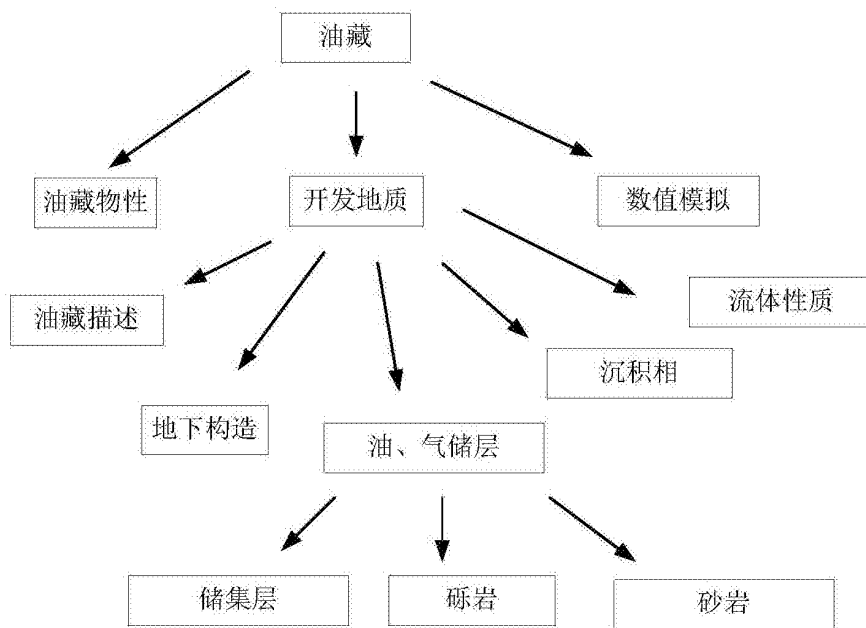 油藏
油藏物性
开发地质
数值模拟
油藏描述
流体性质
沉积相
地下构造
油、气储层
储集层
砾岩
砂岩